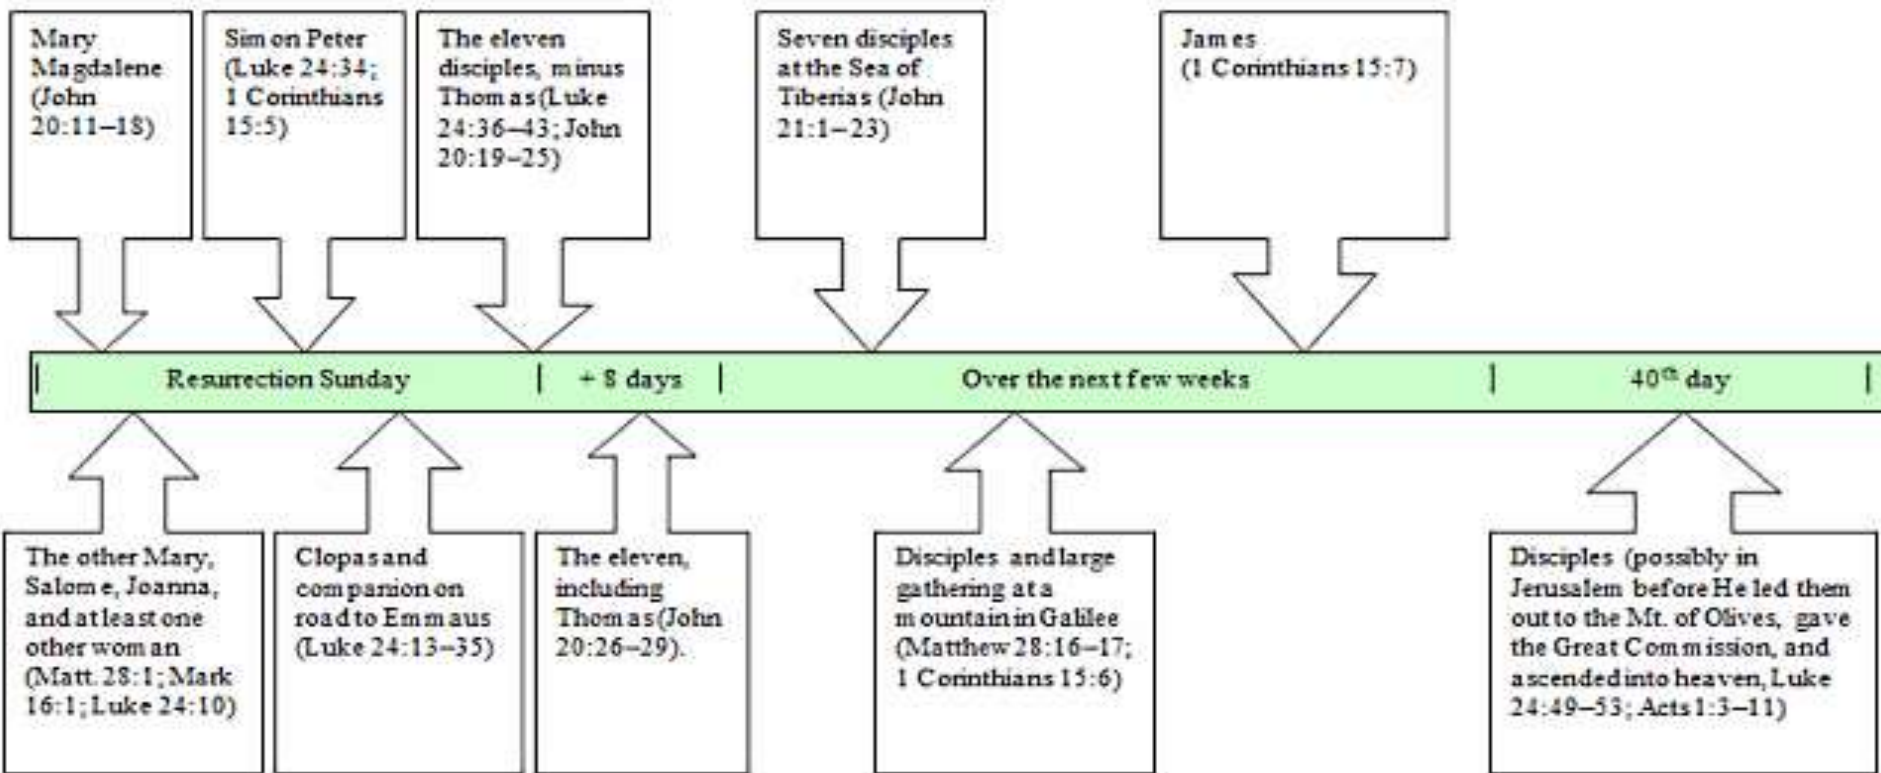 Mary
Magdalene
(John
20:11–18)
Simon Peter
(Luke 24:34;
1 Corinthians
15:5)
The eleven
disciples, minus
Thomas (Luke
24:36–43; John
20:19–25)
Seven disciples
at the Sea of
Tiberias (John
21:1–23)
James
(1 Corinthians 15:7)
| Resurrection Sunday | + 8 days | Over the next few weeks | 40th day |
The other Mary,
Salome, Joanna,
and at least one
other woman
(Matt. 28:1; Mark
16:1; Luke 24:10)
Clopas and
companion on
road to Emmaus
(Luke 24:13–35)
The eleven,
including
Thomas (John
20:26–29).
Disciples and large
gathering at a
mountain in Galilee
(Matthew 28:16–17;
1 Corinthians 15:6)
Disciples (possibly in
Jerusalem before He led them
out to the Mt. of Olives, gave
the Great Commission, and
ascended into heaven, Luke
24:49–53; Acts 1:3–11)